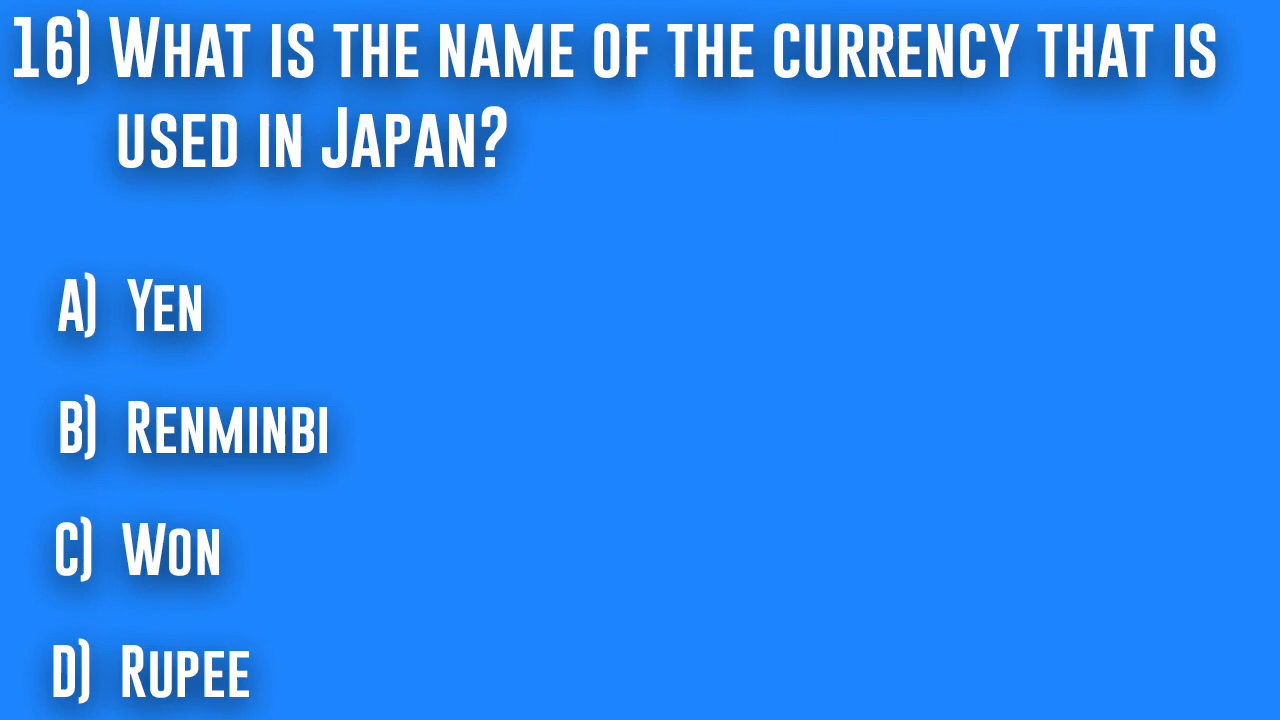 16) What is the name of the currency that is
used in Japan?
A) Yen
B) Renminbi
C) Won
D) Rupee